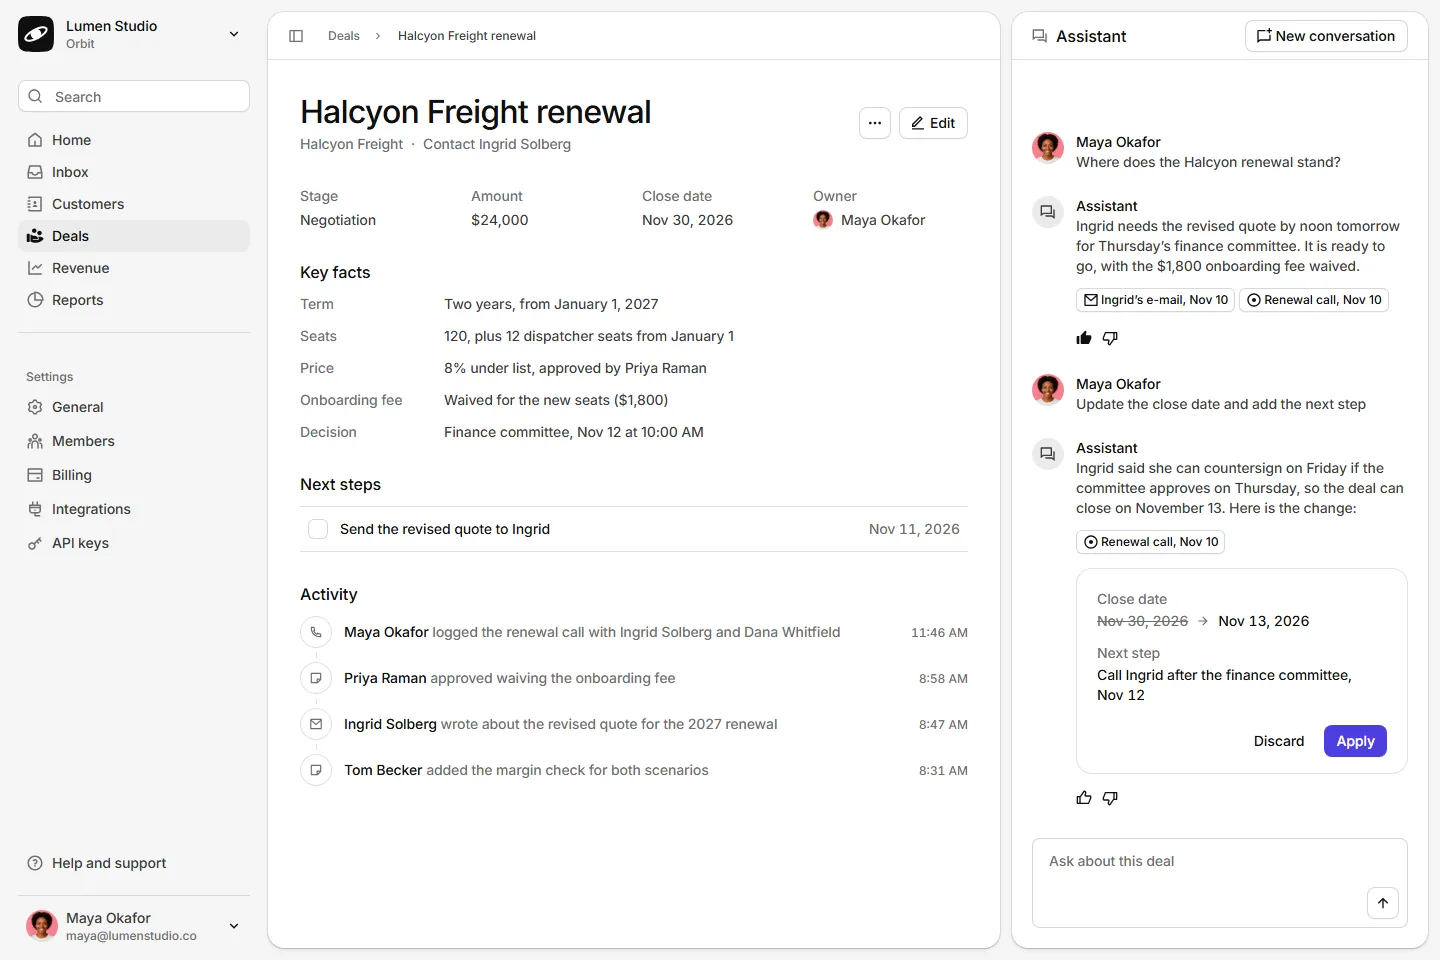 Lumen Studio
Orbit
Search
Home
Inbox
Customers
Deals
Revenue
Reports
Settings
General
Members
Billing
Integrations
API keys
Help and support
Maya Okafor
maya@lumenstudio.co
Deals
Halcyon Freight renewal
Halcyon Freight renewal
Halcyon Freight · Contact Ingrid Solberg
Edit
Stage
Amount
Close date
Owner
Negotiation
$24,000
Nov 30, 2026
Maya Okafor
Key facts
Term
Two years, from January 1, 2027
Seats
120, plus 12 dispatcher seats from January 1
Price
8% under list, approved by Priya Raman
Onboarding fee
Waived for the new seats ($1,800)
Decision
Finance committee, Nov 12 at 10:00 AM
Next steps
Send the revised quote to Ingrid
Nov 11, 2026
Activity
Maya Okafor logged the renewal call with Ingrid Solberg and Dana Whitfield
11:46 AM
Priya Raman approved waiving the onboarding fee
8:58 AM
Ingrid Solberg wrote about the revised quote for the 2027 renewal
8:47 AM
Tom Becker added the margin check for both scenarios
8:31 AM
Assistant
New conversation
Maya Okafor
Where does the Halcyon renewal stand?
Assistant
Ingrid needs the revised quote by noon tomorrow
for Thursday’s finance committee. It is ready to
go, with the $1,800 onboarding fee waived.
Ingrid’s e-mail, Nov 10
Renewal call, Nov 10
Maya Okafor
Update the close date and add the next step
Assistant
Ingrid said she can countersign on Friday if the
committee approves on Thursday, so the deal can
close on November 13. Here is the change:
Renewal call, Nov 10
Close date
Nov 30, 2026 → Nov 13, 2026
Next step
Call Ingrid after the finance committee,
Nov 12
Discard
Apply
Ask about this deal